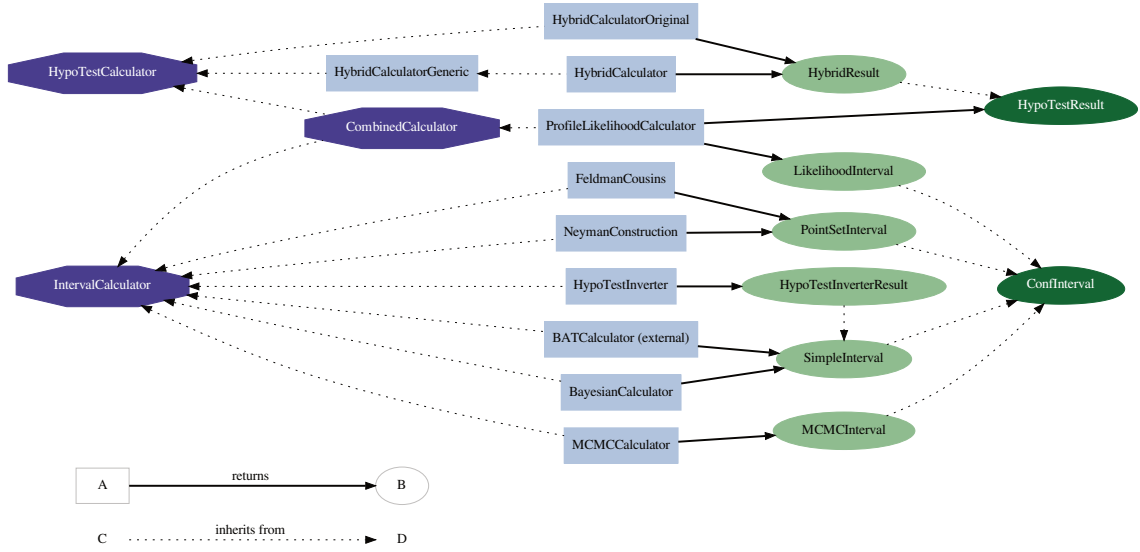 HybridCalculatorOriginal
HypoTestCalculator
HybridCalculatorGeneric
HybridCalculator
HybridResult
HypoTestResult
CombinedCalculator
ProfileLikelihoodCalculator
LikelihoodInterval
FeldmanCousins
NeymanConstruction
PointSetInterval
IntervalCalculator
HypoTestInverter
HypoTestInverterResult
ConfInterval
BATCalculator (external)
SimpleInterval
BayesianCalculator
MCMCCalculator
MCMCInterval
A
returns
B
C
inherits from
D